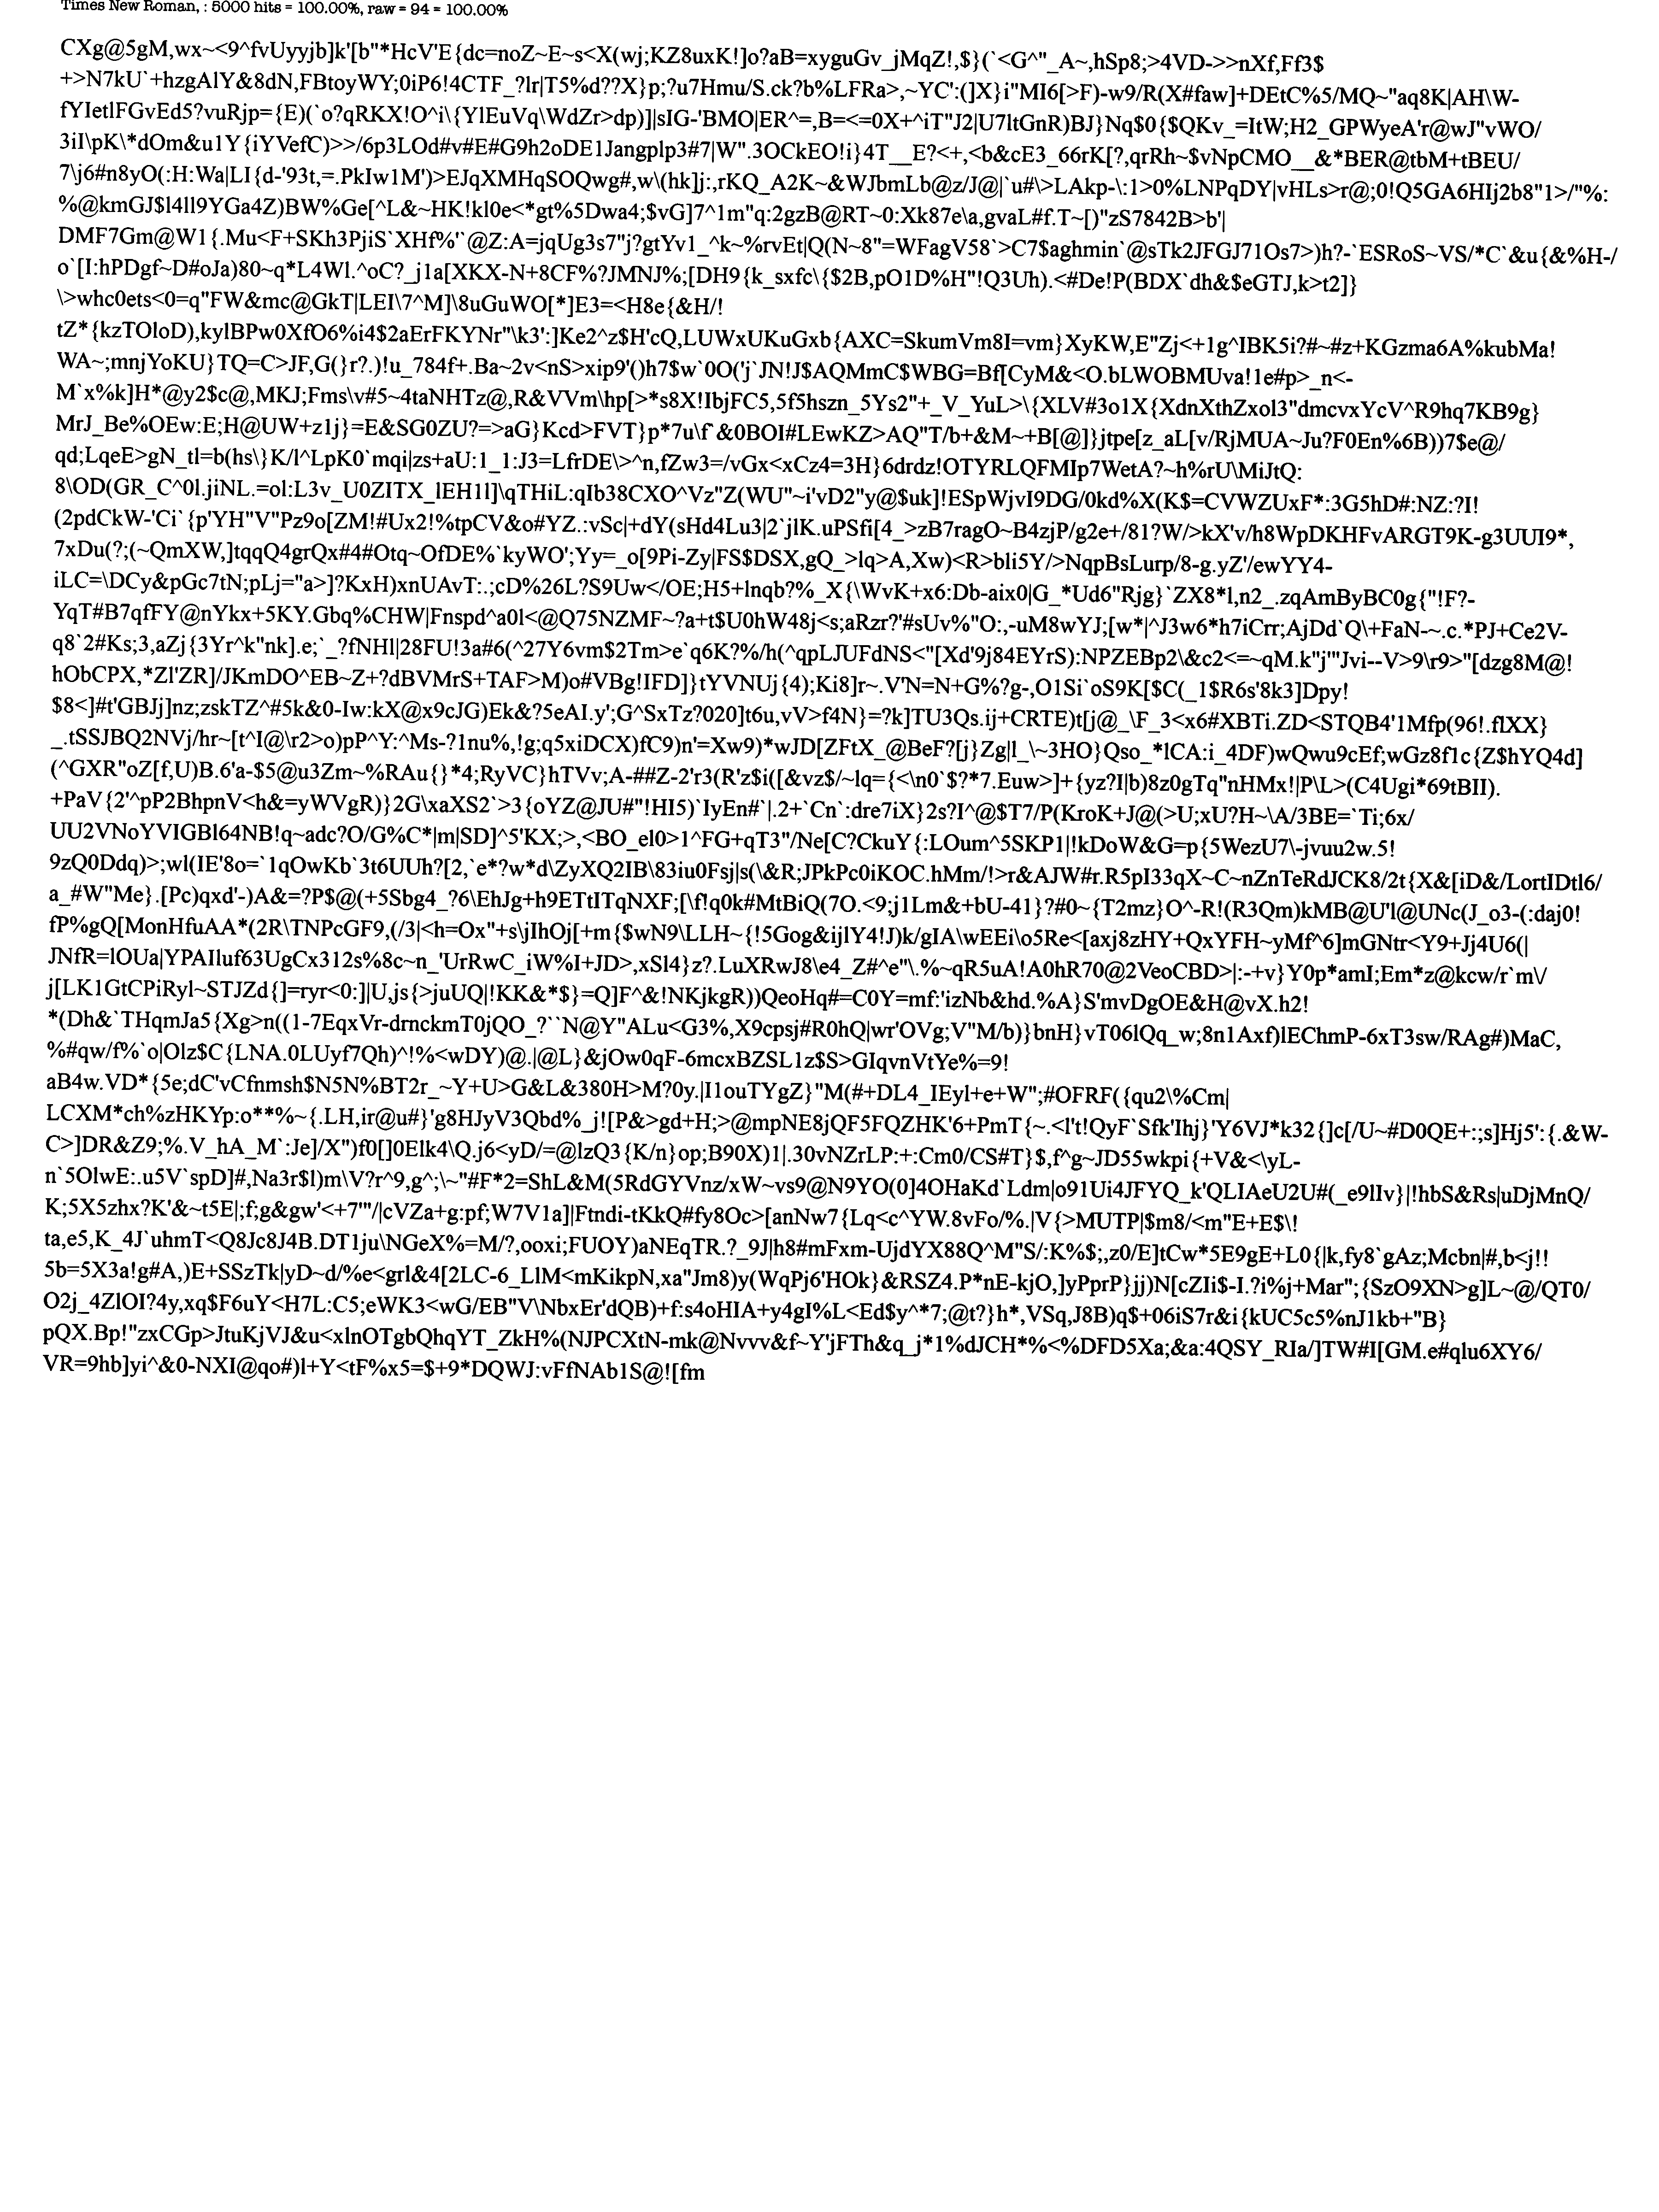 Times New Roman, : 5000 hits = 100.00%, raw = 94 = 100.00%
CXg@5gM,wx~<9^fvUyyjb]k'[b"*HcV'E{dc=noZ~E~s<X(wj;KZ8uxK!]o?aB=xyguGv_jMqZ!,$}(`<G^"_A~,hSp8;>4VD->>nXf,Ff3$
+>N7kU`+hzgAlY&8dN,FBtoyWY;0iP6!4CTF_?lr|T5%d??X}p;?u7Hmu/S.ck?b%LFRa>,~YC':(]X}i"MI6[>F)-w9/R(X#faw]+DEtC%5/MQ~"aq8K|AH\W-
fYIetlFGvEd5?vuRjp={E)(`o?qRKX!O^i\{YlEuVq\WdZr>dp)]|sIG-'BMO|ER^=,B=<=0X+^iT"J2|U7ltGnR)BJ}Nq$0{$QKv_=ItW;H2_GPWyeA'r@wJ"vWO/
3iI\pK\*dOm&u1Y{iYVefC)>>/6p3LOd#v#E#G9h2oDE1Jangplp3#7|W".3OCkEO!i}4T__E?<+,<b&cE3_66rK[?,qrRh~$vNpCMO__&*BER@tbM+tBEU/
7\j6#n8yO(:H:Wa|LI{d-'93t,=.PkIw1M')>EJqXMHqSOQwg#,w\(hk]j:,rKQ_A2K~&WJbmLb@z/J@|`u#\>LAkp-\:1>0%LNPqDY|vHLs>r@;0!Q5GA6HIj2b8"1>/"%:
%@kmGJ$l4ll9YGa4Z)BW%Ge[^L&~HK!kl0e<*gt%5Dwa4;$vG]7^1m"q:2gzB@RT~0:Xk87e\a,gvaL#f.T~[)"zS7842B>b'|
DMF7Gm@W1{.Mu<F+SKh3PjiS`XHf%'`@Z:A=jqUg3s7"j?gtYv1_^k~%rvEt|Q(N~8"=WFagV58`>C7$aghmin`@sTk2JFGJ71Os7>)h?-`ESRoS~VS/*C`&u{&%H-/
o`[I:hPDgf~D#oJa)80~q*L4Wl.^oC?_j1a[XKX-N+8CF%?JMNJ%;[DH9{k_sxfc\{$2B,pO1D%H"!Q3Uh).<#De!P(BDX`dh&$eGTJ,k>t2]}
\>whc0ets<0=q"FW&mc@GkT|LEI\7^M]\8uGuWO[*]E3=<H8e{&H/!
tZ*{kzTOloD),kylBPw0XfO6%i4$2aErFKYNr"\k3':]Ke2^z$H'cQ,LUWxUKuGxb{AXC=SkumVm8I=vm}XyKW,E"Zj<+1g^IBK5i?#~#z+KGzma6A%kubMa!
WA~;mnjYoKU}TQ=C>JF,G(}r?.)!u_784f+.Ba~2v<nS>xip9'()h7$w`0O('j`JN!J$AQMmC$WBG=Bf[CyM&<O.bLWOBMUva!1e#p>_n<-
M`x%k]H*@y2$c@,MKJ;Fms\v#5~4taNHTz@,R&VVm\hp[>*s8X!IbjFC5,5f5hszn_5Ys2"+_V_YuL>\{XLV#3o1X{XdnXthZxol3"dmcvxYcV^R9hq7KB9g}
MrJ_Be%OEw:E;H@UW+z1j}=E&SG0ZU?=>aG}Kcd>FVT}p*7u\f`&0BOI#LEwKZ>AQ"T/b+&M~+B[@]}jtpe[z_aL[v/RjMUA~Ju?F0En%6B))7$e@/
qd;LqeE>gN_tl=b(hs\}K/l^LpK0`mqi|zs+aU:1_1:J3=LfrDE\>^n,fZw3=/vGx<xCz4=3H}6drdz!OTYRLQFMIp7WetA?~h%rU\MiJtQ:
8\OD(GR_C^0l.jiNL.=ol:L3v_U0ZITX_lEH1l]\qTHiL:qIb38CXO^Vz"Z(WU"~i'vD2"y@$uk]!ESpWjvI9DG/0kd%X(K$=CVWZUxF*:3G5hD#:NZ:?I!
(2pdCkW-'Ci`{p'YH"V"Pz9o[ZM!#Ux2!%tpCV&o#YZ.:vSc|+dY(sHd4Lu3|2`jlK.uPSfi[4_>zB7ragO~B4zjP/g2e+/81?W/>kX'v/h8WpDKHFvARGT9K-g3UUI9*,
7xDu(?;(~QmXW,]tqqQ4grQx#4#Otq~OfDE%`kyWO';Yy=_o[9Pi-Zy|FS$DSX,gQ_>lq>A,Xw)<R>bli5Y/>NqpBsLurp/8-g.yZ'/ewYY4-
iLC=\DCy&pGc7tN;pLj="a>]?KxH)xnUAvT:.;cD%26L?S9Uw</OE;H5+lnqb?%_X{\WvK+x6:Db-aix0|G_*Ud6"Rjg}`ZX8*l,n2_.zqAmByBC0g{"!F?-
YqT#B7qfFY@nYkx+5KY.Gbq%CHW|Fnspd^a0l<@Q75NZMF~?a+t$U0hW48j<s;aRzr?'#sUv%"O:,-uM8wYJ;[w*|^J3w6*h7iCrr;AjDd`Q\+FaN-~.c.*PJ+Ce2V-
q8`2#Ks;3,aZj{3Yr^k"nk].e;`_?fNHl|28FU!3a#6(^27Y6vm$2Tm>e`q6K?%/h(^qpLJUFdNS<"[Xd'9j84EYrS):NPZEBp2\&c2<=~qM.k"j'"Jvi--V>9\r9>"[dzg8M@!
hObCPX,*Zl'ZR]/JKmDO^EB~Z+?dBVMrS+TAF>M)o#VBg!IFD]}tYVNUj{4);Ki8]r~.V'N=N+G%?g-,O1Si`oS9K[$C(_1$R6s'8k3]Dpy!
$8<]#t'GBJj]nz;zskTZ^#5k&0-Iw:kX@x9cJG)Ek&?5eAI.y';G^SxTz?020]t6u,vV>f4N}=?k]TU3Qs.ij+CRTE)t[j@_\F_3<x6#XBTi.ZD<STQB4'1Mfp(96!.flXX}
_.tSSJBQ2NVj/hr~[t^I@\r2>o)pP^Y:^Ms-?1nu%,!g;q5xiDCX)fC9)n'=Xw9)*wJD[ZFtX_@BeF?[j}Zg|l_\~3HO}Qso_*lCA:i_4DF)wQwu9cEf;wGz8f1c{Z$hYQ4d]
(^GXR"oZ[f,U)B.6'a-$5@u3Zm~%RAu{}*4;RyVC}hTVv;A-##Z-2'r3(R'z$i([&vz$/~lq={<\n0`$?*7.Euw>]+{yz?I|b)8z0gTq"nHMx!|P\L>(C4Ugi*69tBII).
+PaV{2'^pP2BhpnV<h&=yWVgR)}2G\xaXS2`>3{oYZ@JU#"!HI5)`IyEn#`|.2+`Cn`:dre7iX}2s?I^@$T7/P(KroK+J@(>U;xU?H~\A/3BE=`Ti;6x/
UU2VNoYVIGBl64NB!q~adc?O/G%C*|m|SD]^5'KX;>,<BO_el0>1^FG+qT3"/Ne[C?CkuY{:LOum^5SKP1|!kDoW&G=p{5WezU7\-jvuu2w.5!
9zQ0Ddq)>;wl(IE'8o=`1qOwKb`3t6UUh?[2,`e*?w*d\ZyXQ2IB\83iu0Fsj|s(\&R;JPkPc0iKOC.hMm/!>r&AJW#r.R5pI33qX~C~nZnTeRdJCK8/2t{X&[iD&/LortIDtl6/
a_#W"Me}.[Pc)qxd'-)A&=?P$@(+5Sbg4_?6\EhJg+h9ETtITqNXF;[\f!q0k#MtBiQ(7O.<9;j1Lm&+bU-41}?#0~{T2mz}O^-R!(R3Qm)kMB@U'l@UNc(J_o3-(:daj0!
fP%gQ[MonHfuAA*(2R\TNPcGF9,(/3|<h=Ox"+s\jIhOj[+m{$wN9\LLH~{!5Gog&ijlY4!J)k/gIA\wEEi\o5Re<[axj8zHY+QxYFH~yMf^6]mGNtr<Y9+Jj4U6(|
JNfR=lOUa|YPAIluf63UgCx312s%8c~n_'UrRwC_iW%I+JD>,xSl4}z?.LuXRwJ8\e4_Z#^e"\.%~qR5uA!A0hR70@2VeoCBD>|:-+v}Y0p*amI;Em*z@kcw/r`m\/
j[LK1GtCPiRyl~STJZd{]=ryr<0:]|U,js{>juUQ|!KK&*$}=Q]F^&!NKjkgR))QeoHq#=C0Y=mf:'izNb&hd.%A}S'mvDgOE&H@vX.h2!
*(Dh&`THqmJa5{Xg>n((1-7EqxVr-drnckmT0jQO_?``N@Y"ALu<G3%,X9cpsj#R0hQ|wr'OVg;V"M/b)}bnH}vT06lQq_w;8n1Axf)lEChmP-6xT3sw/RAg#)MaC,
%#qw/f%`o|Olz$C{LNA.0LUyf7Qh)^!%<wDY)@.|@L}&jOw0qF-6mcxBZSL1z$S>GIqvnVtYe%=9!
aB4w.VD*{5e;dC'vCfnmsh$N5N%BT2r_~Y+U>G&L&380H>M?0y.|I1ouTYgZ}"M(#+DL4_IEyl+e+W";#OFRF({qu2\%Cm|
LCXM*ch%zHKYp:o**%~{.LH,ir@u#}'g8HJyV3Qbd%_j![P&>gd+H;>@mpNE8jQF5FQZHK'6+PmT{~.<l't!QyF`Sfk'Ihj}'Y6VJ*k32{]c[/U~#D0QE+:;s]Hj5':{.&W-
C>]DR&Z9;%.V_hA_M`:Je]/X")f0[]0Elk4\Q.j6<yD/=@lzQ3{K/n}op;B90X)1|.30vNZrLP:+:Cm0/CS#T}$,f^g~JD55wkpi{+V&<\yL-
n`5OlwE:.u5V`spD]#,Na3r$l)m\V?r^9,g^;\~"#F*2=ShL&M(5RdGYVnz/xW~vs9@N9YO(0]4OHaKd`Ldm|o91Ui4JFYQ_k'QLIAeU2U#(_e9lIv}|!hbS&Rs|uDjMnQ/
K;5X5zhx?K'&~t5E|;f;g&gw'<+7'"/|cVZa+g:pf;W7V1a]|Ftndi-tKkQ#fy8Oc>[anNw7{Lq<c^YW.8vFo/%.|V{>MUTP|$m8/<m"E+E$\!
ta,e5,K_4J`uhmT<Q8Jc8J4B.DT1ju\NGeX%=M/?,ooxi;FUOY)aNEqTR.?_9J|h8#mFxm-UjdYX88Q^M"S/:K%$;,z0/E]tCw*5E9gE+L0{|k,fy8`gAz;Mcbn|#,b<j!!
5b=5X3a!g#A,)E+SSzTk|yD~d/%e<grl&4[2LC-6_LlM<mKikpN,xa"Jm8)y(WqPj6'HOk}&RSZ4.P*nE-kjO,]yPprP}jj)N[cZIi$-I.?i%j+Mar";{SzO9XN>g]L~@/QT0/
O2j_4ZlOI?4y,xq$F6uY<H7L:C5;eWK3<wG/EB"V\NbxEr'dQB)+f:s4oHIA+y4gI%L<Ed$y^*7;@t?}h*,VSq,J8B)q$+06iS7r&i{kUC5c5%nJ1kb+"B}
pQX.Bp!"zxCGp>JtuKjVJ&u<xlnOTgbQhqYT_ZkH%(NJPCXtN-mk@Nvvv&f~Y'jFTh&q_j*1%dJCH*%<%DFD5Xa;&a:4QSY_RIa/]TW#I[GM.e#qlu6XY6/
VR=9hb]yi^&0-NXI@qo#)l+Y<tF%x5=$+9*DQWJ:vFfNAb1S@![fm